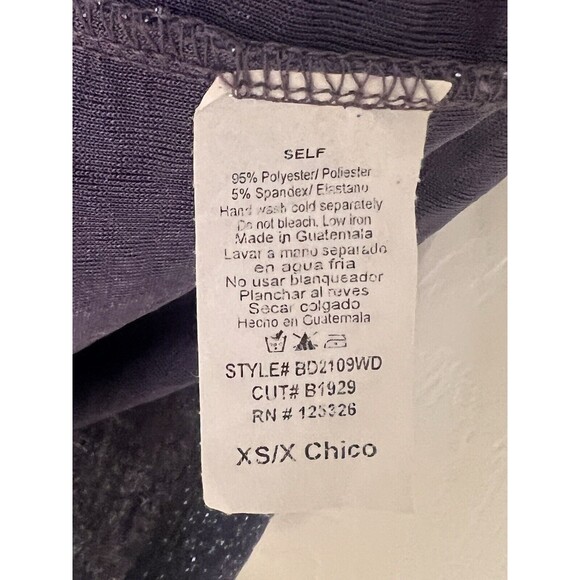 SELF
95% Polyester/ Poliester
5% Spandex/ Elastano
Hand wash cold separately
Do not bleach. Low iron
Made in Guatemala
Lavar a mano separado
en agua fria
No usar blanqueador
Planchar al reves
Secar colgado
Hecho en Guatemala
STYLE# BD2109WD
CUT# B1929
RN # 125326
XS/X Chico